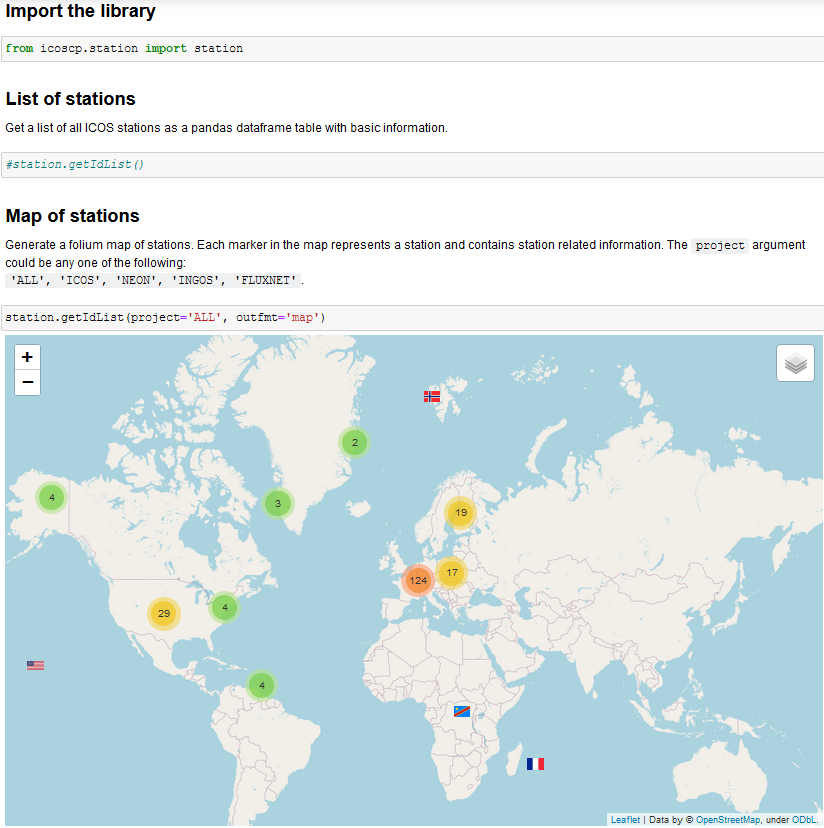 Import the library
from icoscp.station import station
List of stations
Get a list of all ICOS stations as a pandas dataframe table with basic information.
#station.getIdList()
Map of stations
Generate a folium map of stations. Each marker in the map represents a station and contains station related information. The project argument
could be any one of the following:
'ALL', 'ICOS', 'NEON', 'INGOS', 'FLUXNET'.
station.getIdList(project='ALL', outfmt='map')
+
−
2
4
3
19
17
124
29
4
4
Leaflet | Data by © OpenStreetMap, under ODbL.